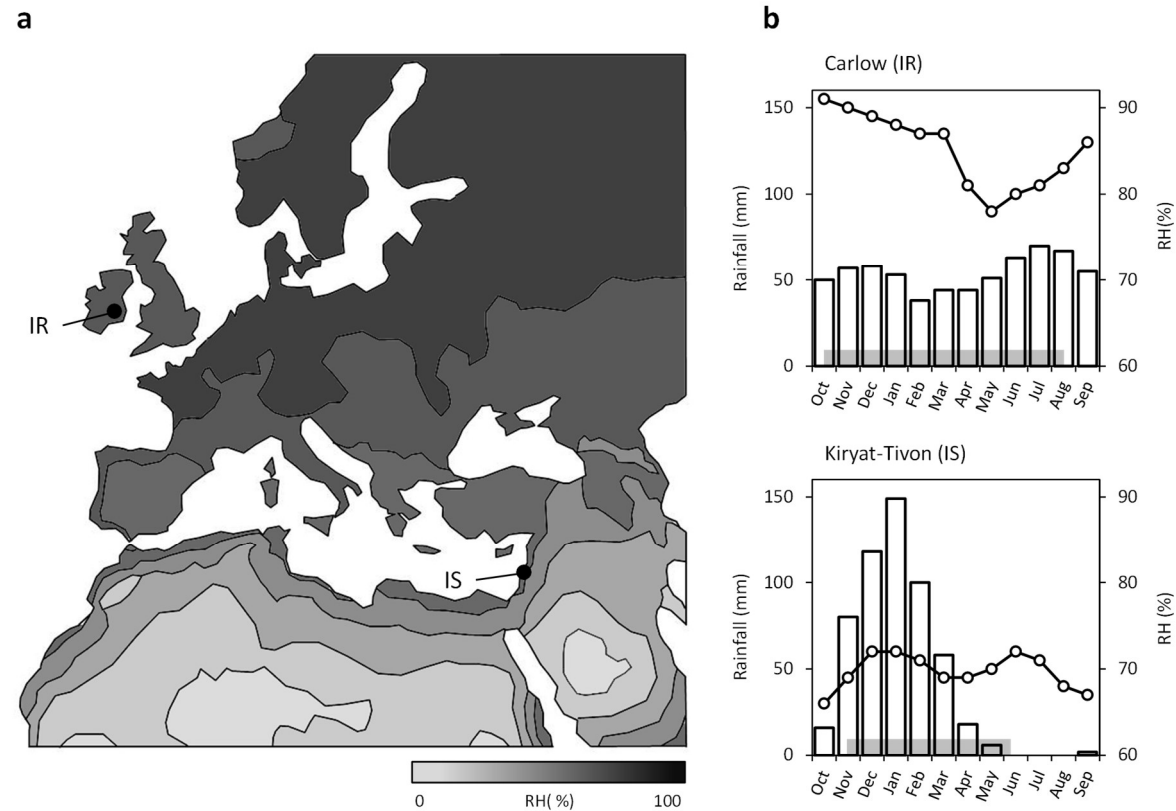 a
IR
IS
0 RH( %) 100
b
Carlow (IR)
150
100
50
0
Rainfall (mm)
90
80
70
60
RH(%)
Oct Nov Dec Jan Feb Mar Apr May Jun Jul Aug Sep
Kiryat-Tivon (IS)
150
100
50
0
Rainfall (mm)
90
80
70
60
RH (%)
Oct Nov Dec Jan Feb Mar Apr May Jun Jul Aug Sep